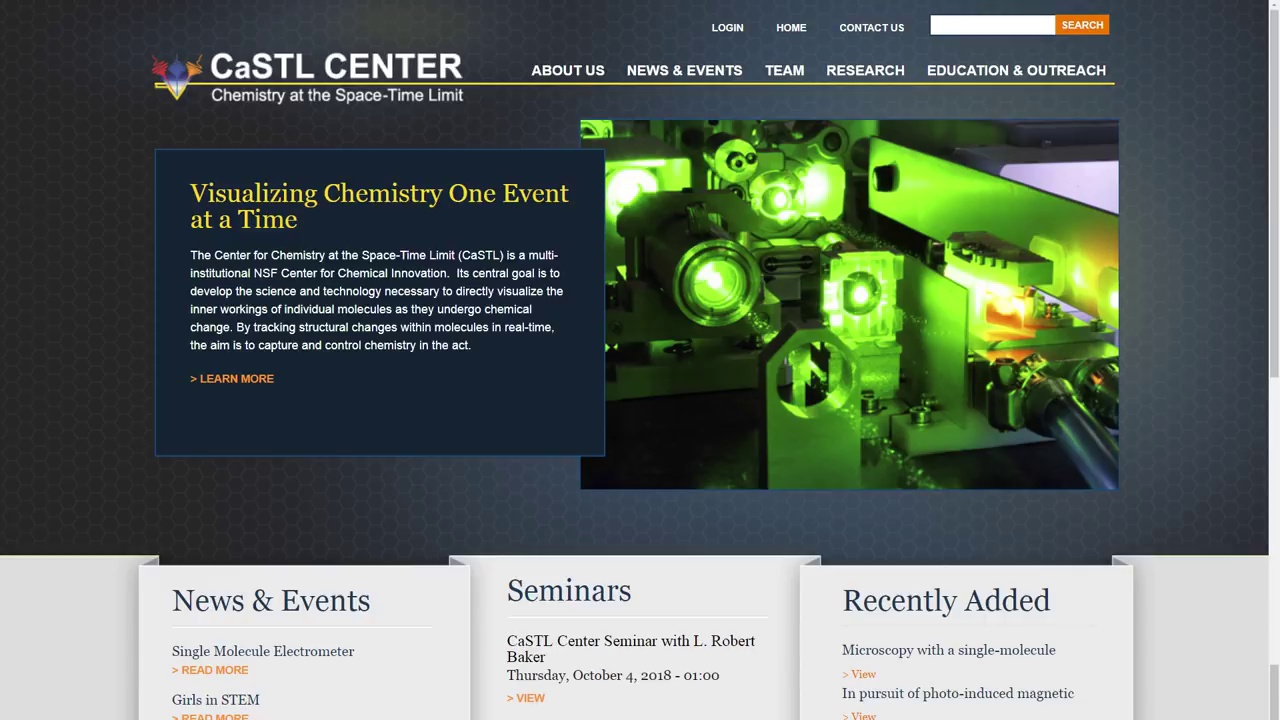 LOGIN
HOME
CONTACT US
SEARCH
CaSTL CENTER
Chemistry at the Space-Time Limit
ABOUT US
NEWS & EVENTS
TEAM
RESEARCH
EDUCATION & OUTREACH
Visualizing Chemistry One Event
at a Time
The Center for Chemistry at the Space-Time Limit (CaSTL) is a multi-
institutional NSF Center for Chemical Innovation. Its central goal is to
develop the science and technology necessary to directly visualize the
inner workings of individual molecules as they undergo chemical
change. By tracking structural changes within molecules in real-time,
the aim is to capture and control chemistry in the act.
> LEARN MORE
News & Events
Single Molecule Electrometer
> READ MORE
Girls in STEM
> READ MORE
Seminars
CaSTL Center Seminar with L. Robert
Baker
Thursday, October 4, 2018 - 01:00
> VIEW
Recently Added
Microscopy with a single-molecule
> View
In pursuit of photo-induced magnetic
> View